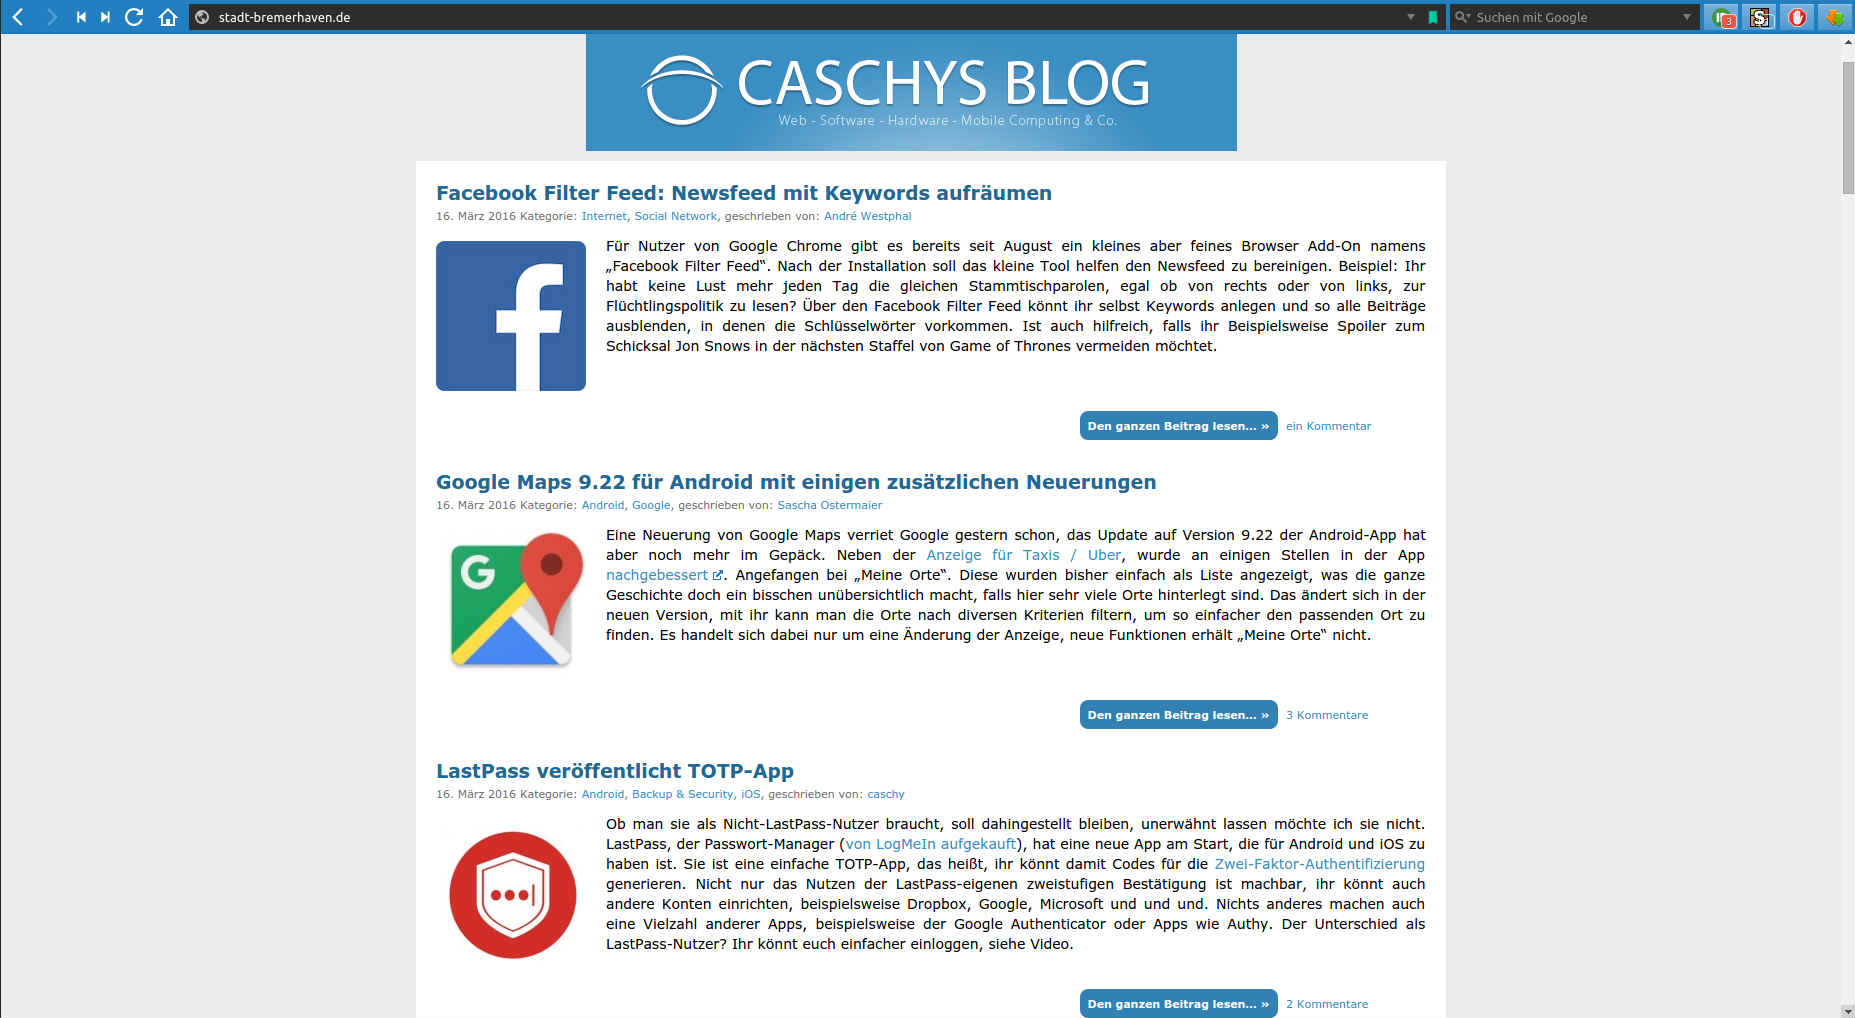 stadt-bremerhaven.de
Suchen mit Google
3
S
CASCHYS BLOG
Web - Software - Hardware - Mobile Computing & Co.
Facebook Filter Feed: Newsfeed mit Keywords aufräumen
16. März 2016 Kategorie: Internet, Social Network, geschrieben von: André Westphal
Für Nutzer von Google Chrome gibt es bereits seit August ein kleines aber feines Browser Add-On namens
„Facebook Filter Feed“. Nach der Installation soll das kleine Tool helfen den Newsfeed zu bereinigen. Beispiel: Ihr
habt keine Lust mehr jeden Tag die gleichen Stammtischparolen, egal ob von rechts oder von links, zur
Flüchtlingspolitik zu lesen? Über den Facebook Filter Feed könnt ihr selbst Keywords anlegen und so alle Beiträge
ausblenden, in denen die Schlüsselwörter vorkommen. Ist auch hilfreich, falls ihr Beispielsweise Spoiler zum
Schicksal Jon Snows in der nächsten Staffel von Game of Thrones vermeiden möchtet.
f
Den ganzen Beitrag lesen... » ein Kommentar
Google Maps 9.22 für Android mit einigen zusätzlichen Neuerungen
16. März 2016 Kategorie: Android, Google, geschrieben von: Sascha Ostermaier
Eine Neuerung von Google Maps verriet Google gestern schon, das Update auf Version 9.22 der Android-App hat
aber noch mehr im Gepäck. Neben der Anzeige für Taxis / Uber, wurde an einigen Stellen in der App
nachgebessert. Angefangen bei „Meine Orte“. Diese wurden bisher einfach als Liste angezeigt, was die ganze
Geschichte doch ein bisschen unübersichtlich macht, falls hier sehr viele Orte hinterlegt sind. Das ändert sich in der
neuen Version, mit ihr kann man die Orte nach diversen Kriterien filtern, um so einfacher den passenden Ort zu
finden. Es handelt sich dabei nur um eine Änderung der Anzeige, neue Funktionen erhält „Meine Orte“ nicht.
G
Den ganzen Beitrag lesen... » 3 Kommentare
LastPass veröffentlicht TOTP-App
16. März 2016 Kategorie: Android, Backup & Security, iOS, geschrieben von: caschy
Ob man sie als Nicht-LastPass-Nutzer braucht, soll dahingestellt bleiben, unerwähnt lassen möchte ich sie nicht.
LastPass, der Passwort-Manager (von LogMeIn aufgekauft), hat eine neue App am Start, die für Android und iOS zu
haben ist. Sie ist eine einfache TOTP-App, das heißt, ihr könnt damit Codes für die Zwei-Faktor-Authentifizierung
generieren. Nicht nur das Nutzen der LastPass-eigenen zweistufigen Bestätigung ist machbar, ihr könnt auch
andere Konten einrichten, beispielsweise Dropbox, Google, Microsoft und und und. Nichts anderes machen auch
eine Vielzahl anderer Apps, beispielsweise der Google Authenticator oder Apps wie Authy. Der Unterschied als
LastPass-Nutzer? Ihr könnt euch einfacher einloggen, siehe Video.
Den ganzen Beitrag lesen... » 2 Kommentare